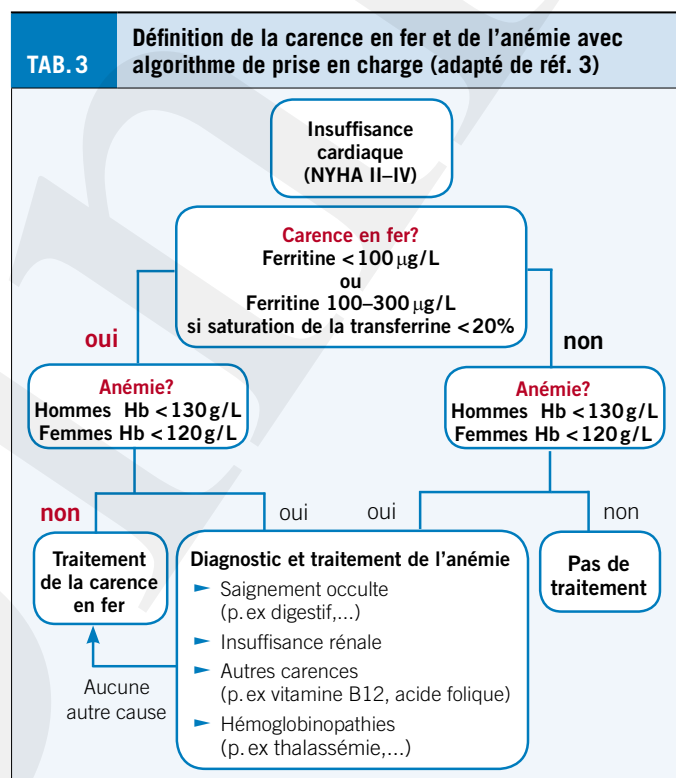 TAB. 3
Définition de la carence en fer et de l'anémie avec
algorithme de prise en charge (adapté de réf. 3)
Insuffisance
cardiaque
(NYHA II–IV)
Carence en fer?
Ferritine <100 µg/L
ou
Ferritine 100–300 µg/L
si saturation de la transferrine <20%
oui
non
Anémie?
Hommes Hb <130 g/L
Femmes Hb <120 g/L
Anémie?
Hommes Hb <130 g/L
Femmes Hb <120 g/L
non
oui
oui
non
Traitement
de la carence
en fer
Diagnostic et traitement de l'anémie
► Saignement occulte
(p. ex digestif,...)
► Insuffisance rénale
► Autres carences
(p. ex vitamine B12, acide folique)
► Hémoglobinopathies
(p. ex thalassémie,...)
Pas de
traitement
Aucune
autre cause